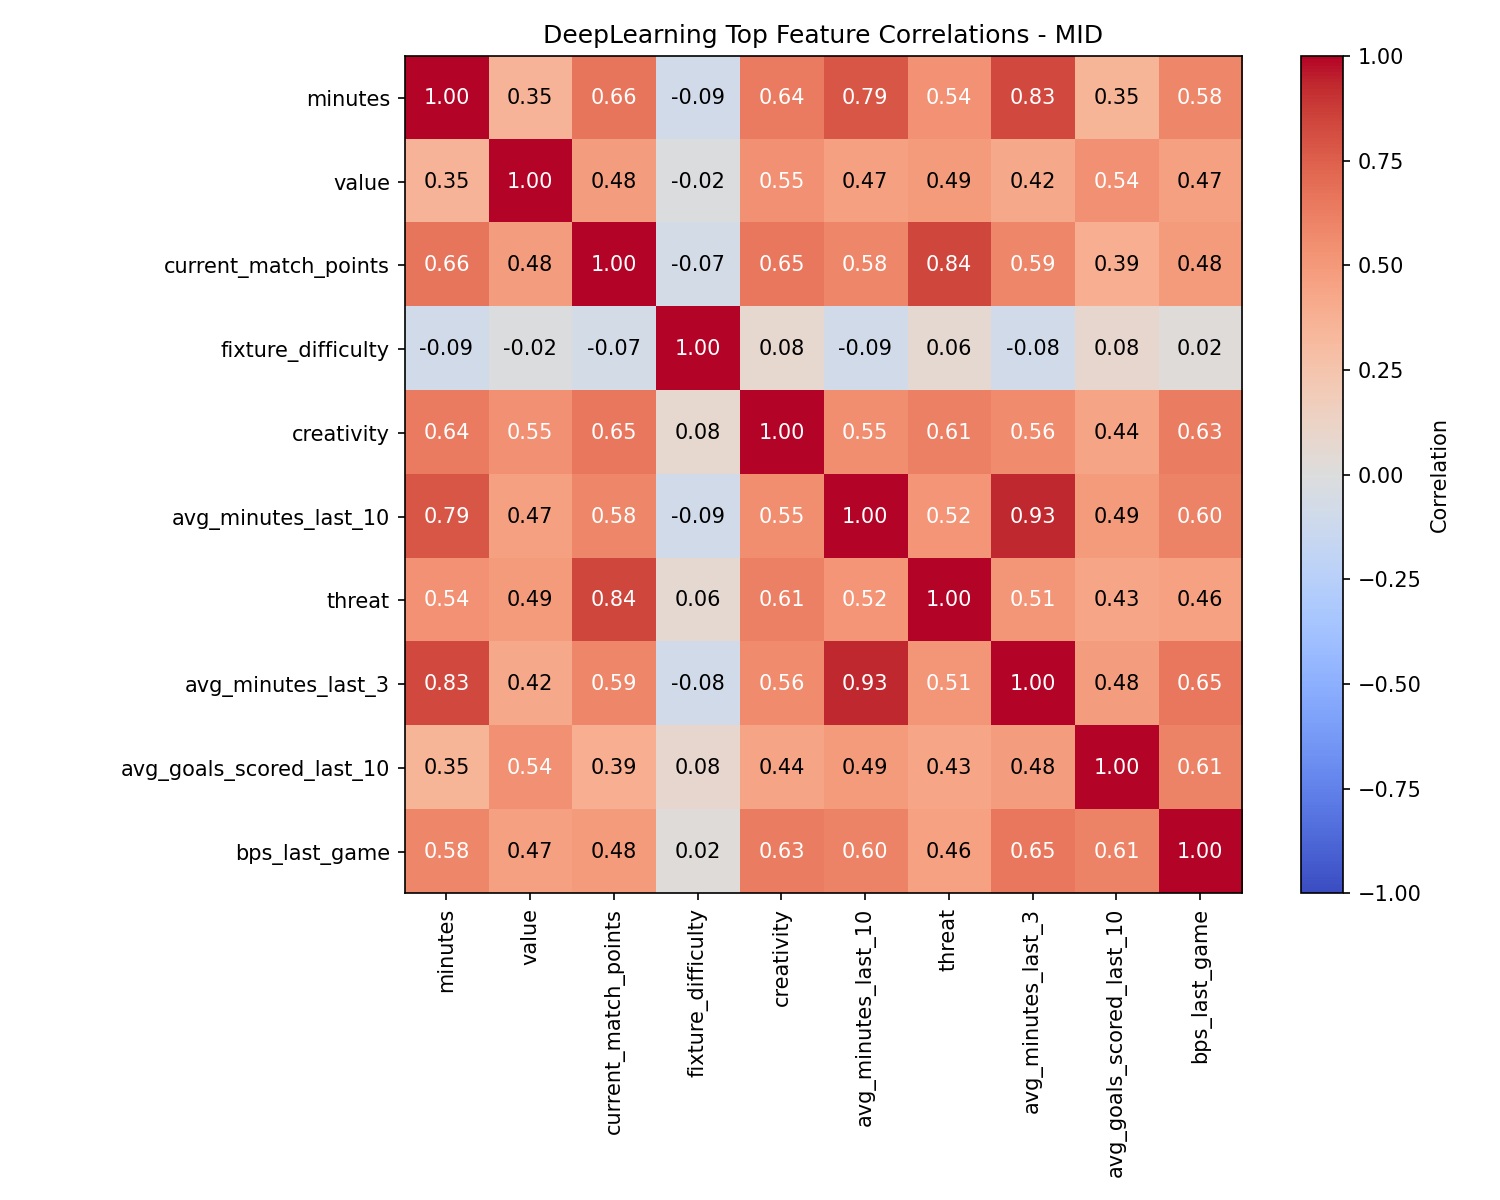 DeepLearning Top Feature Correlations - MID
minutes 1.00 0.35 0.66 -0.09 0.64 0.79 0.54 0.83 0.35 0.58
value 0.35 1.00 0.48 -0.02 0.55 0.47 0.49 0.42 0.54 0.47
current_match_points 0.66 0.48 1.00 -0.07 0.65 0.58 0.84 0.59 0.39 0.48
fixture_difficulty -0.09 -0.02 -0.07 1.00 0.08 -0.09 0.06 -0.08 0.08 0.02
creativity 0.64 0.55 0.65 0.08 1.00 0.55 0.61 0.56 0.44 0.63
avg_minutes_last_10 0.79 0.47 0.58 -0.09 0.55 1.00 0.52 0.93 0.49 0.60
threat 0.54 0.49 0.84 0.06 0.61 0.52 1.00 0.51 0.43 0.46
avg_minutes_last_3 0.83 0.42 0.59 -0.08 0.56 0.93 0.51 1.00 0.48 0.65
avg_goals_scored_last_10 0.35 0.54 0.39 0.08 0.44 0.49 0.43 0.48 1.00 0.61
bps_last_game 0.58 0.47 0.48 0.02 0.63 0.60 0.46 0.65 0.61 1.00
minutes
value
current_match_points
fixture_difficulty
creativity
avg_minutes_last_10
threat
avg_minutes_last_3
avg_goals_scored_last_10
bps_last_game
1.00
0.75
0.50
0.25
0.00
−0.25
−0.50
−0.75
−1.00
Correlation